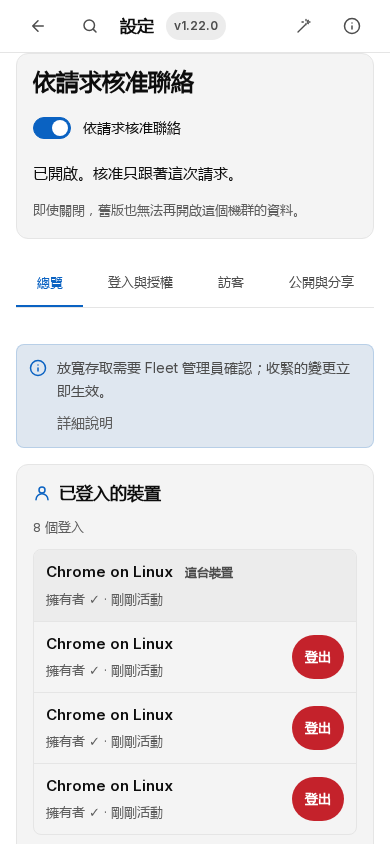 設定 v1.22.0
依請求核准聯絡
依請求核准聯絡
已開啟。核准只跟著這次請求。
即使關閉，舊版也無法再開啟這個機群的資料。
總覽 登入與授權 訪客 公開與分享
放寬存取需要 Fleet 管理員確認；收緊的變更立
即生效。
詳細說明
已登入的裝置
8 個登入
Chrome on Linux 這台裝置
擁有者 ✓ · 剛剛活動
Chrome on Linux
登出
擁有者 ✓ · 剛剛活動
Chrome on Linux
登出
擁有者 ✓ · 剛剛活動
Chrome on Linux
登出
擁有者 ✓ · 剛剛活動